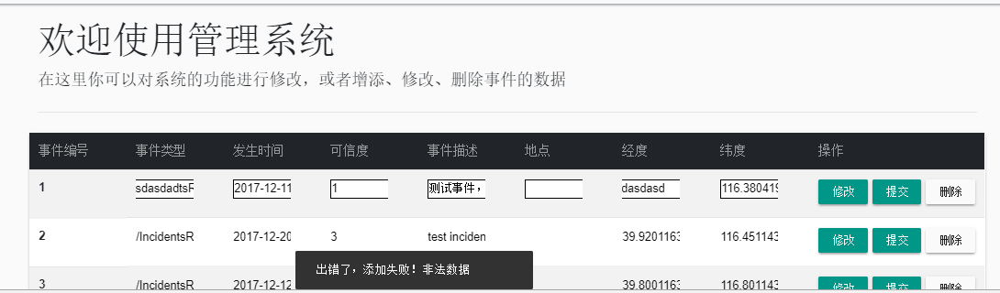 欢迎使用管理系统
在这里你可以对系统的功能进行修改，或者增添、修改、删除事件的数据
事件编号 事件类型 发生时间 可信度 事件描述 地点 经度 纬度 操作
1 sdasdadtsR 2017-12-11 1 测试事件， dasdasd 116.380419 修改 提交 删除
2 /IncidentsR 2017-12-20 3 test inciden 39.9201163 116.451143 修改 提交 删除
出错了，添加失败！非法数据
3 /IncidentsR 2017-12-12 39.8001163 116.801143 修改 提交 删除